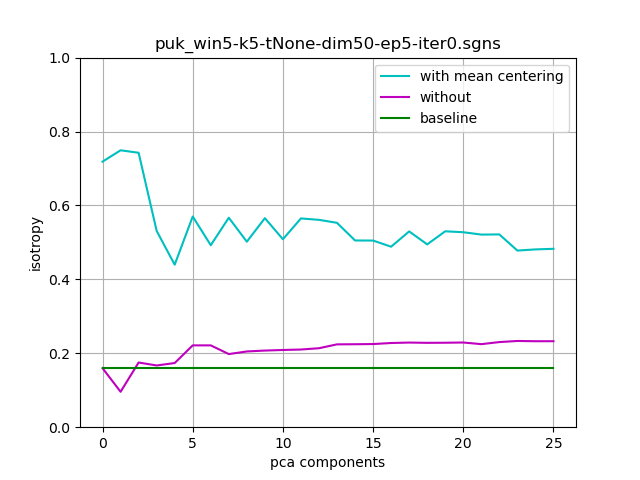 puk_win5-k5-tNone-dim50-ep5-iter0.sgns
with mean centering
without
baseline
1.0
0.8
0.6
0.4
0.2
0.0
isotropy
0 5 10 15 20 25
pca components